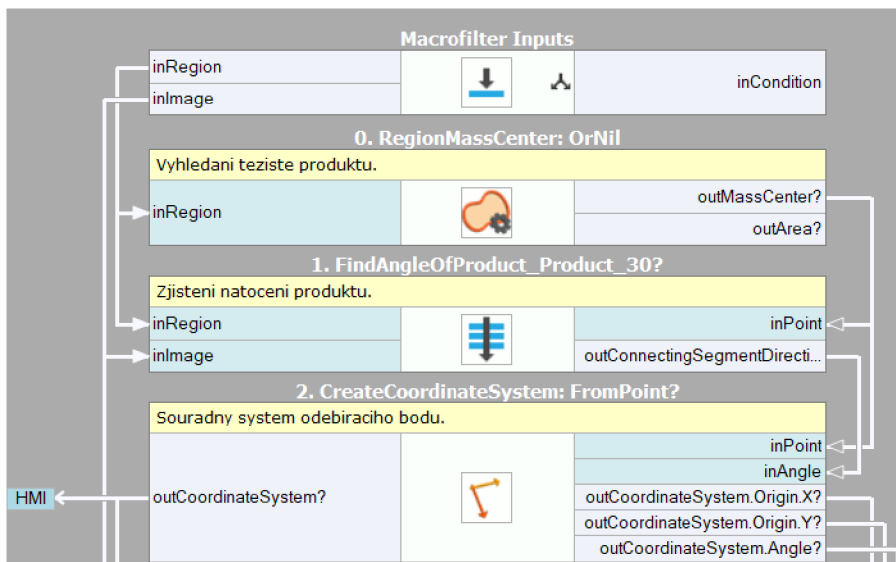 Macrofilter Inputs
inRegion
inImage
inCondition
0. RegionMassCenter: OrNil
Vyhledani teziste produktu.
inRegion
outMassCenter?
outArea?
1. FindAngleOfProduct_Product_30?
Zjisteni natoceni produktu.
inRegion
inPoint
inImage
outConnectingSegmentDirecti...
2. CreateCoordinateSystem: FromPoint?
Souradny system odebiraciho bodu.
inPoint
inAngle
HMI
outCoordinateSystem?
outCoordinateSystem.Origin.X?
outCoordinateSystem.Origin.Y?
outCoordinateSystem.Angle?